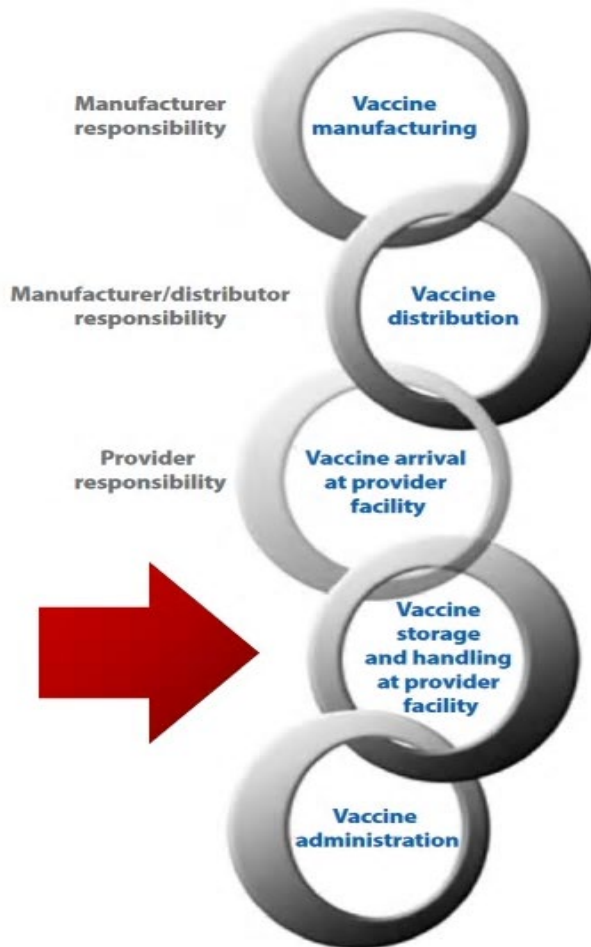 Manufacturer
responsibility
Vaccine
manufacturing
Manufacturer/distributor
responsibility
Vaccine
distribution
Provider
responsibility
Vaccine arrival
at provider
facility
Vaccine
storage
and handling
at provider
facility
Vaccine
administration